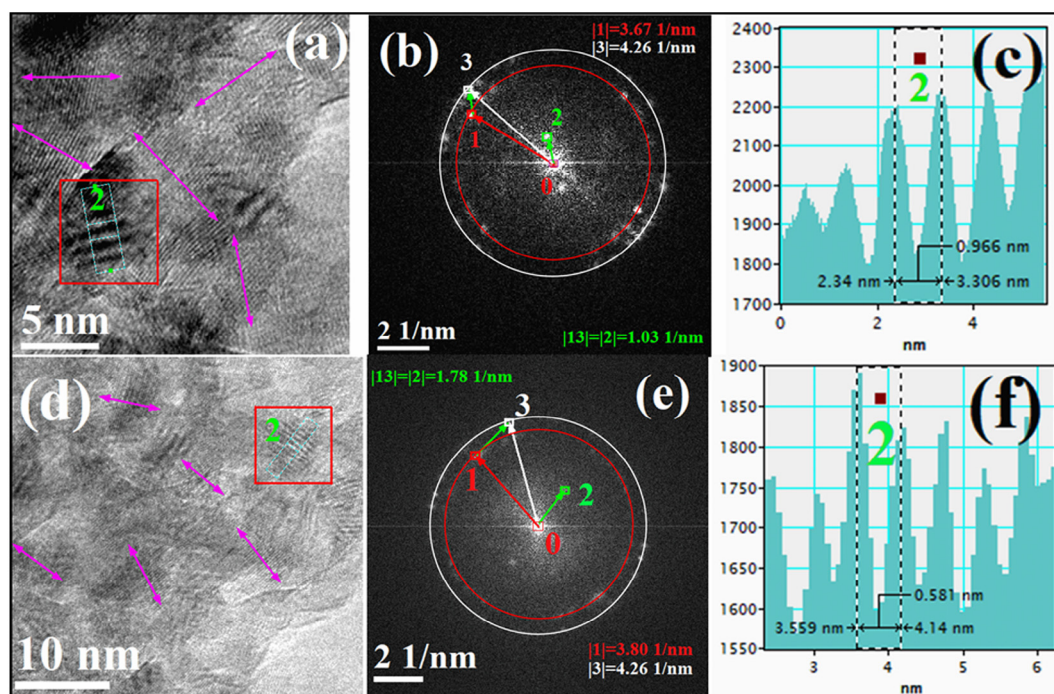 (a)
2
5 nm
(b)
|1|=3.67 1/nm
|3|=4.26 1/nm
3
1
2
0
2 1/nm
|13|=|2|=1.03 1/nm
(c)
2
2400
2300
2200
2100
2000
1900
1800
1700
0.966 nm
2.34 nm
3.306 nm
0
2
4
nm
(d)
2
10 nm
(e)
|13|=|2|=1.78 1/nm
3
1
2
0
2 1/nm
|1|=3.80 1/nm
|3|=4.26 1/nm
(f)
2
1900
1850
1800
1750
1700
1650
1600
1550
0.581 nm
3.559 nm
4.14 nm
3
4
5
6
nm